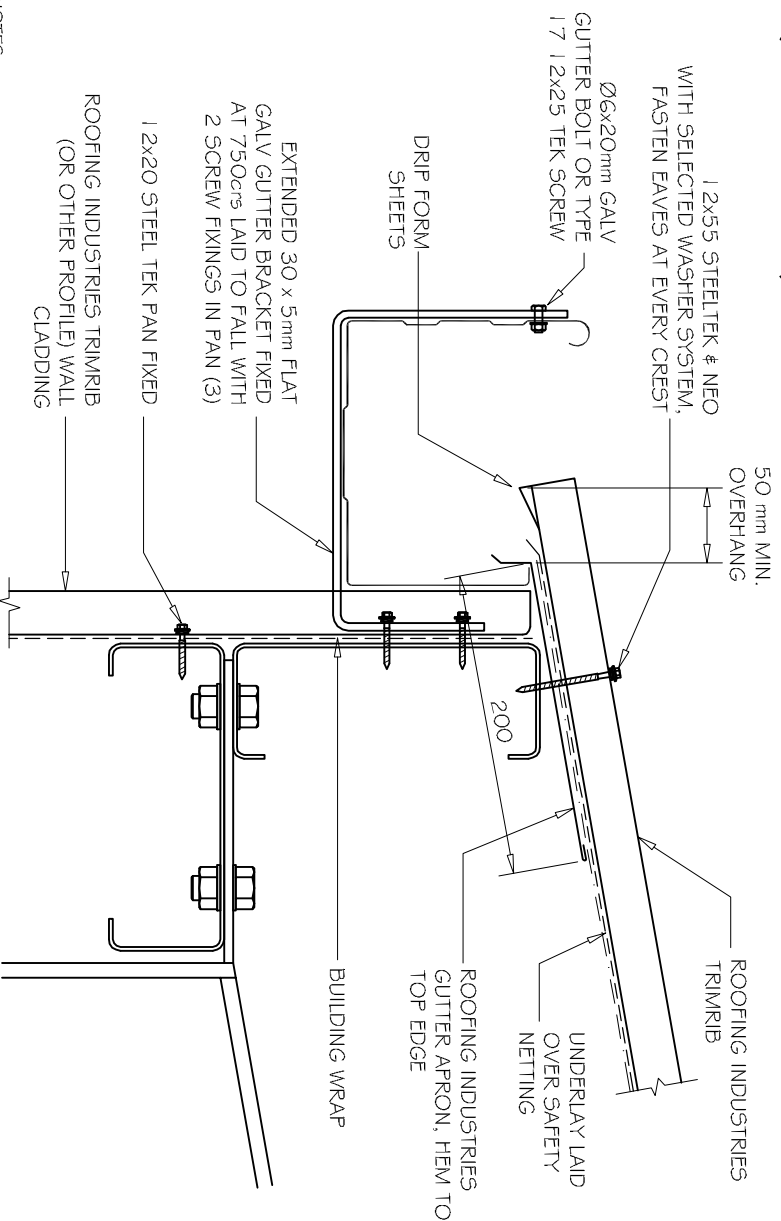 12x55 STEELTEK & NEO
WITH SELECTED WASHER SYSTEM,
FASTEN EAVES AT EVERY CREST
50 mm MIN.
OVERHANG
Ø6x20mm GALV
GUTTER BOLT OR TYPE
17 12x25 TEK SCREW
DRIP FORM
SHEETS
EXTENDED 30 x 5mm FLAT
GALV GUTTER BRACKET FIXED
AT 750crs LAID TO FALL WITH
2 SCREW FIXINGS IN PAN (3)
12x20 STEEL TEK PAN FIXED
ROOFING INDUSTRIES TRIMRIB
(OR OTHER PROFILE) WALL
CLADDING
200
ROOFING INDUSTRIES
TRIMRIB
UNDERLAY LAID
OVER SAFETY
NETTING
ROOFING INDUSTRIES
GUTTER APRON, HEM TO
TOP EDGE
BUILDING WRAP